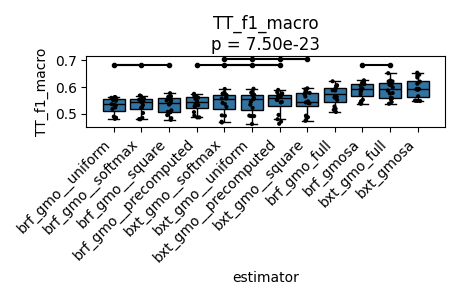 TT_f1_macro
p = 7.50e-23
TT_f1_macro
0.7
0.6
0.5
brf_gmo__uniform
brf_gmo__softmax
brf_gmo__square
brf_gmo__precomputed
bxt_gmo__softmax
bxt_gmo__uniform
bxt_gmo__precomputed
bxt_gmo__square
brf_gmo_full
brf_gmosa
bxt_gmo_full
bxt_gmosa
estimator